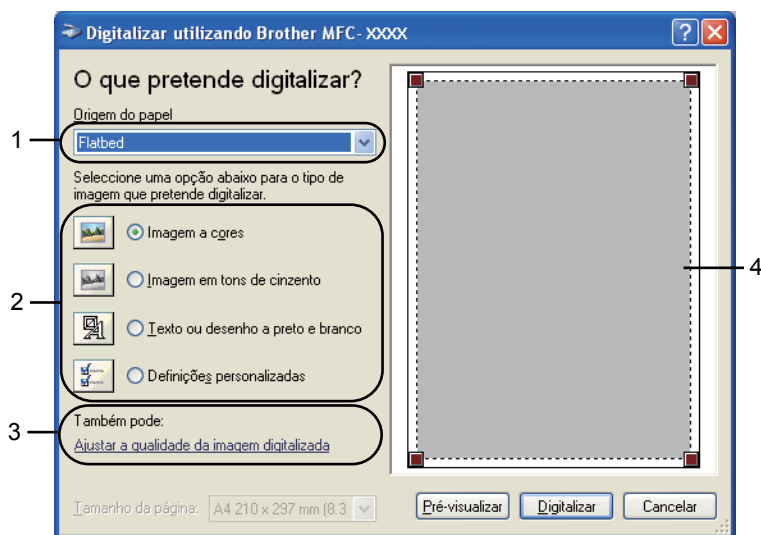 Digitalizar utilizando Brother MFC- XXXX
O que pretende digitalizar?
Origem do papel
1
Flatbed
Seleccione uma opção abaixo para o tipo de
imagem que pretende digitalizar.
Imagem a cores
Imagem em tons de cinzento
2
Texto ou desenho a preto e branco
Definições personalizadas
3
Também pode:
Ajustar a qualidade da imagem digitalizada
4
Tamanho da página: A4 210 x 297 mm (8.3
Pré-visualizar Digitalizar Cancelar